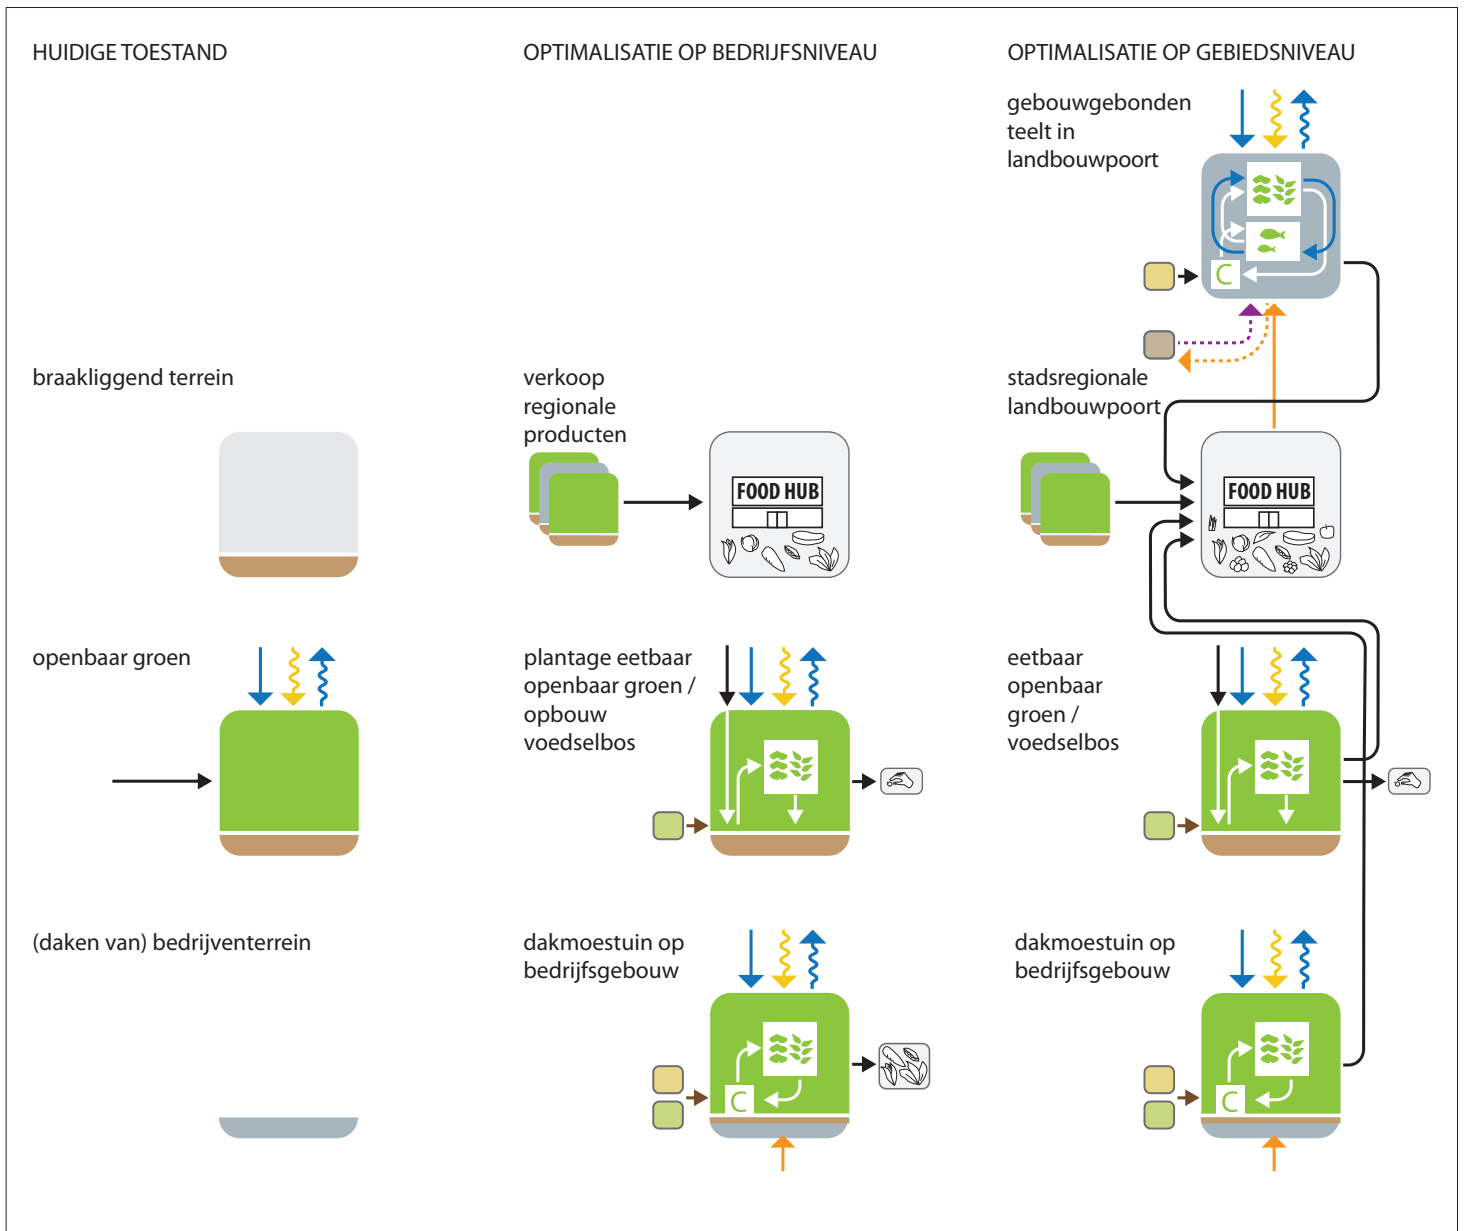 HUIDIGE TOESTAND
OPTIMALISATIE OP BEDRIJFSNIVEAU
OPTIMALISATIE OP GEBIEDSNIVEAU
gebouwgebonden
teelt in
landbouwpoort
C
braakliggend terrein
verkoop
regionale
producten
FOOD HUB
stadsregionale
landbouwpoort
FOOD HUB
openbaar groen
plantage eetbaar
openbaar groen /
opbouw
voedselbos
eetbaar
openbaar
groen /
voedselbos
(daken van) bedrijventerrein
dakmoestuin op
bedrijfsgebouw
C
dakmoestuin op
bedrijfsgebouw
C